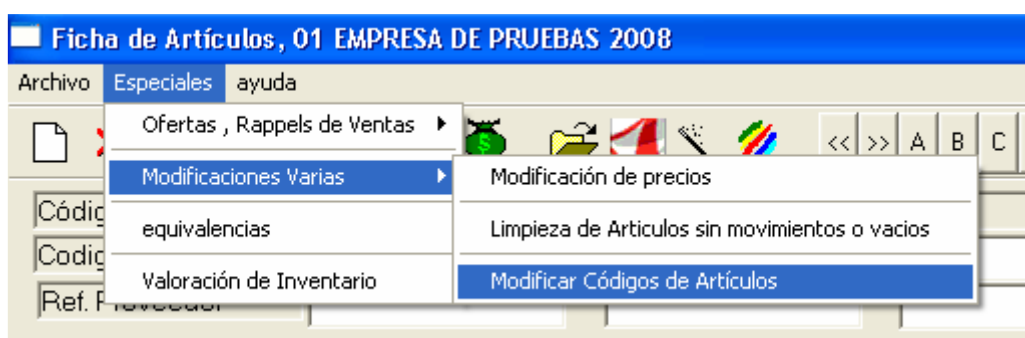 Ficha de Artículos, 01 EMPRESA DE PRUEBAS 2008
Archivo Especiales ayuda
Ofertas , Rappels de Ventas
<< >> A B C
Modificaciones Varias
Modificación de precios
equivalencias
Limpieza de Articulos sin movimientos o vacios
Valoración de Inventario
Modificar Códigos de Artículos
Ref.